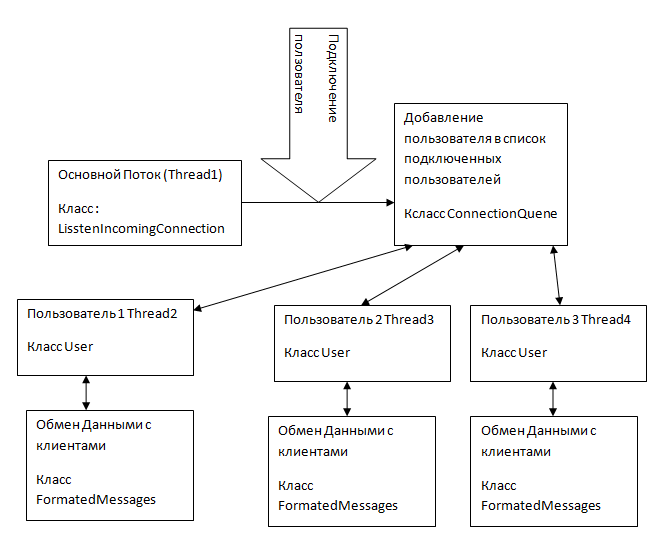 Подключение
ползователя
Добавление
пользователя в список
подключенных
пользователей
Ксласс ConnectionQuene
Основной Поток (Thread1)
Класс :
LisstenIncomingConnection
Пользователь 1 Thread2
Класс User
Пользователь 2 Thread3
Класс User
Пользователь 3 Thread4
Класс User
Обмен Данными с
клиентами
Класс
FormatedMessages
Обмен Данными с
клиентами
Класс
FormatedMessages
Обмен Данными с
клиентами
Класс
FormatedMessages